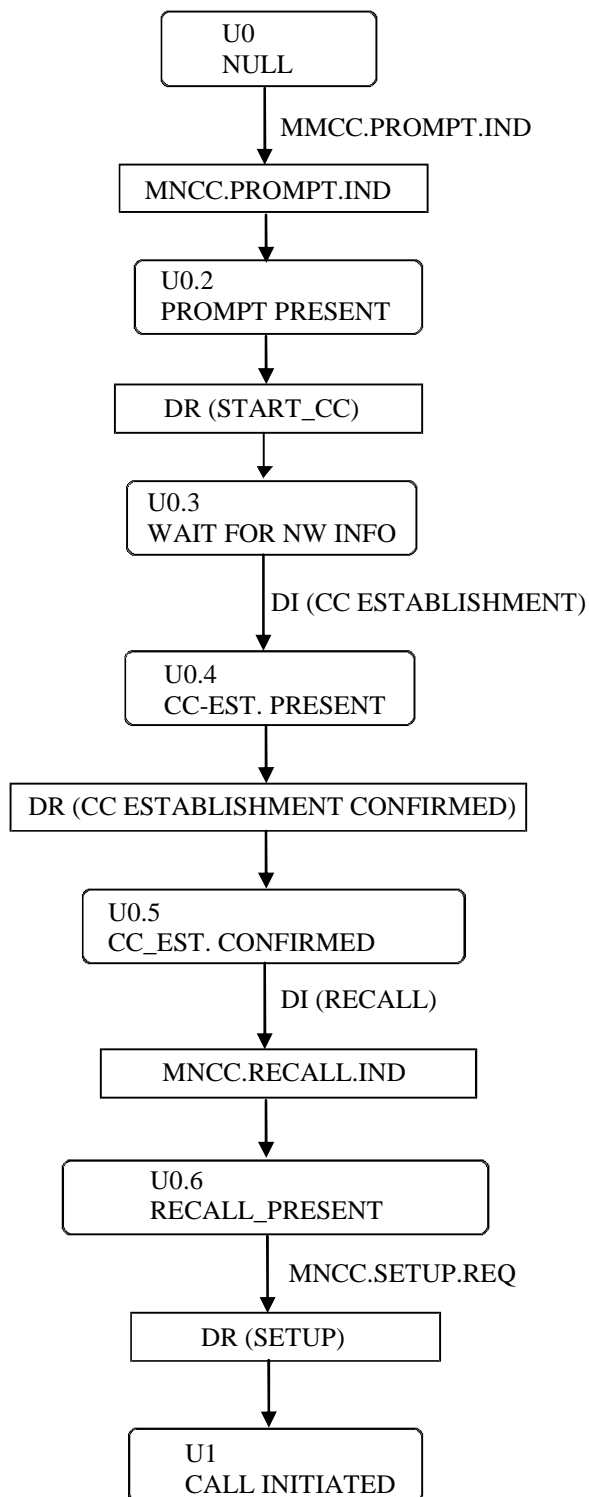 U0
NULL
MMCC.PROMPT.IND
MNCC.PROMPT.IND
U0.2
PROMPT PRESENT
DR (START_CC)
U0.3
WAIT FOR NW INFO
DI (CC ESTABLISHMENT)
U0.4
CC-EST. PRESENT
DR (CC ESTABLISHMENT CONFIRMED)
U0.5
CC_EST. CONFIRMED
DI (RECALL)
MNCC.RECALL.IND
U0.6
RECALL_PRESENT
MNCC.SETUP.REQ
DR (SETUP)
U1
CALL INITIATED